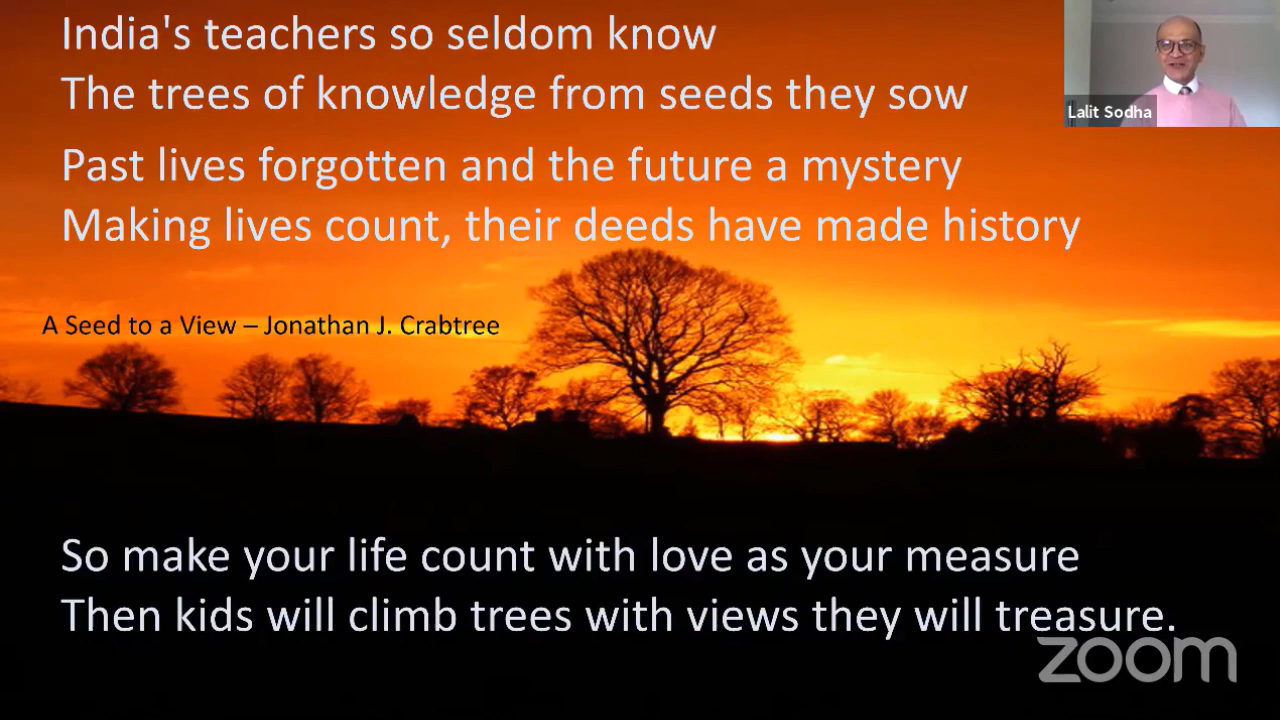 India's teachers so seldom know
The trees of knowledge from seeds they sow
Lalit Sodha
Past lives forgotten and the future a mystery
Making lives count, their deeds have made history
A Seed to a View – Jonathan J. Crabtree
So make your life count with love as your measure
Then kids will climb trees with views they will treasure.
zoom